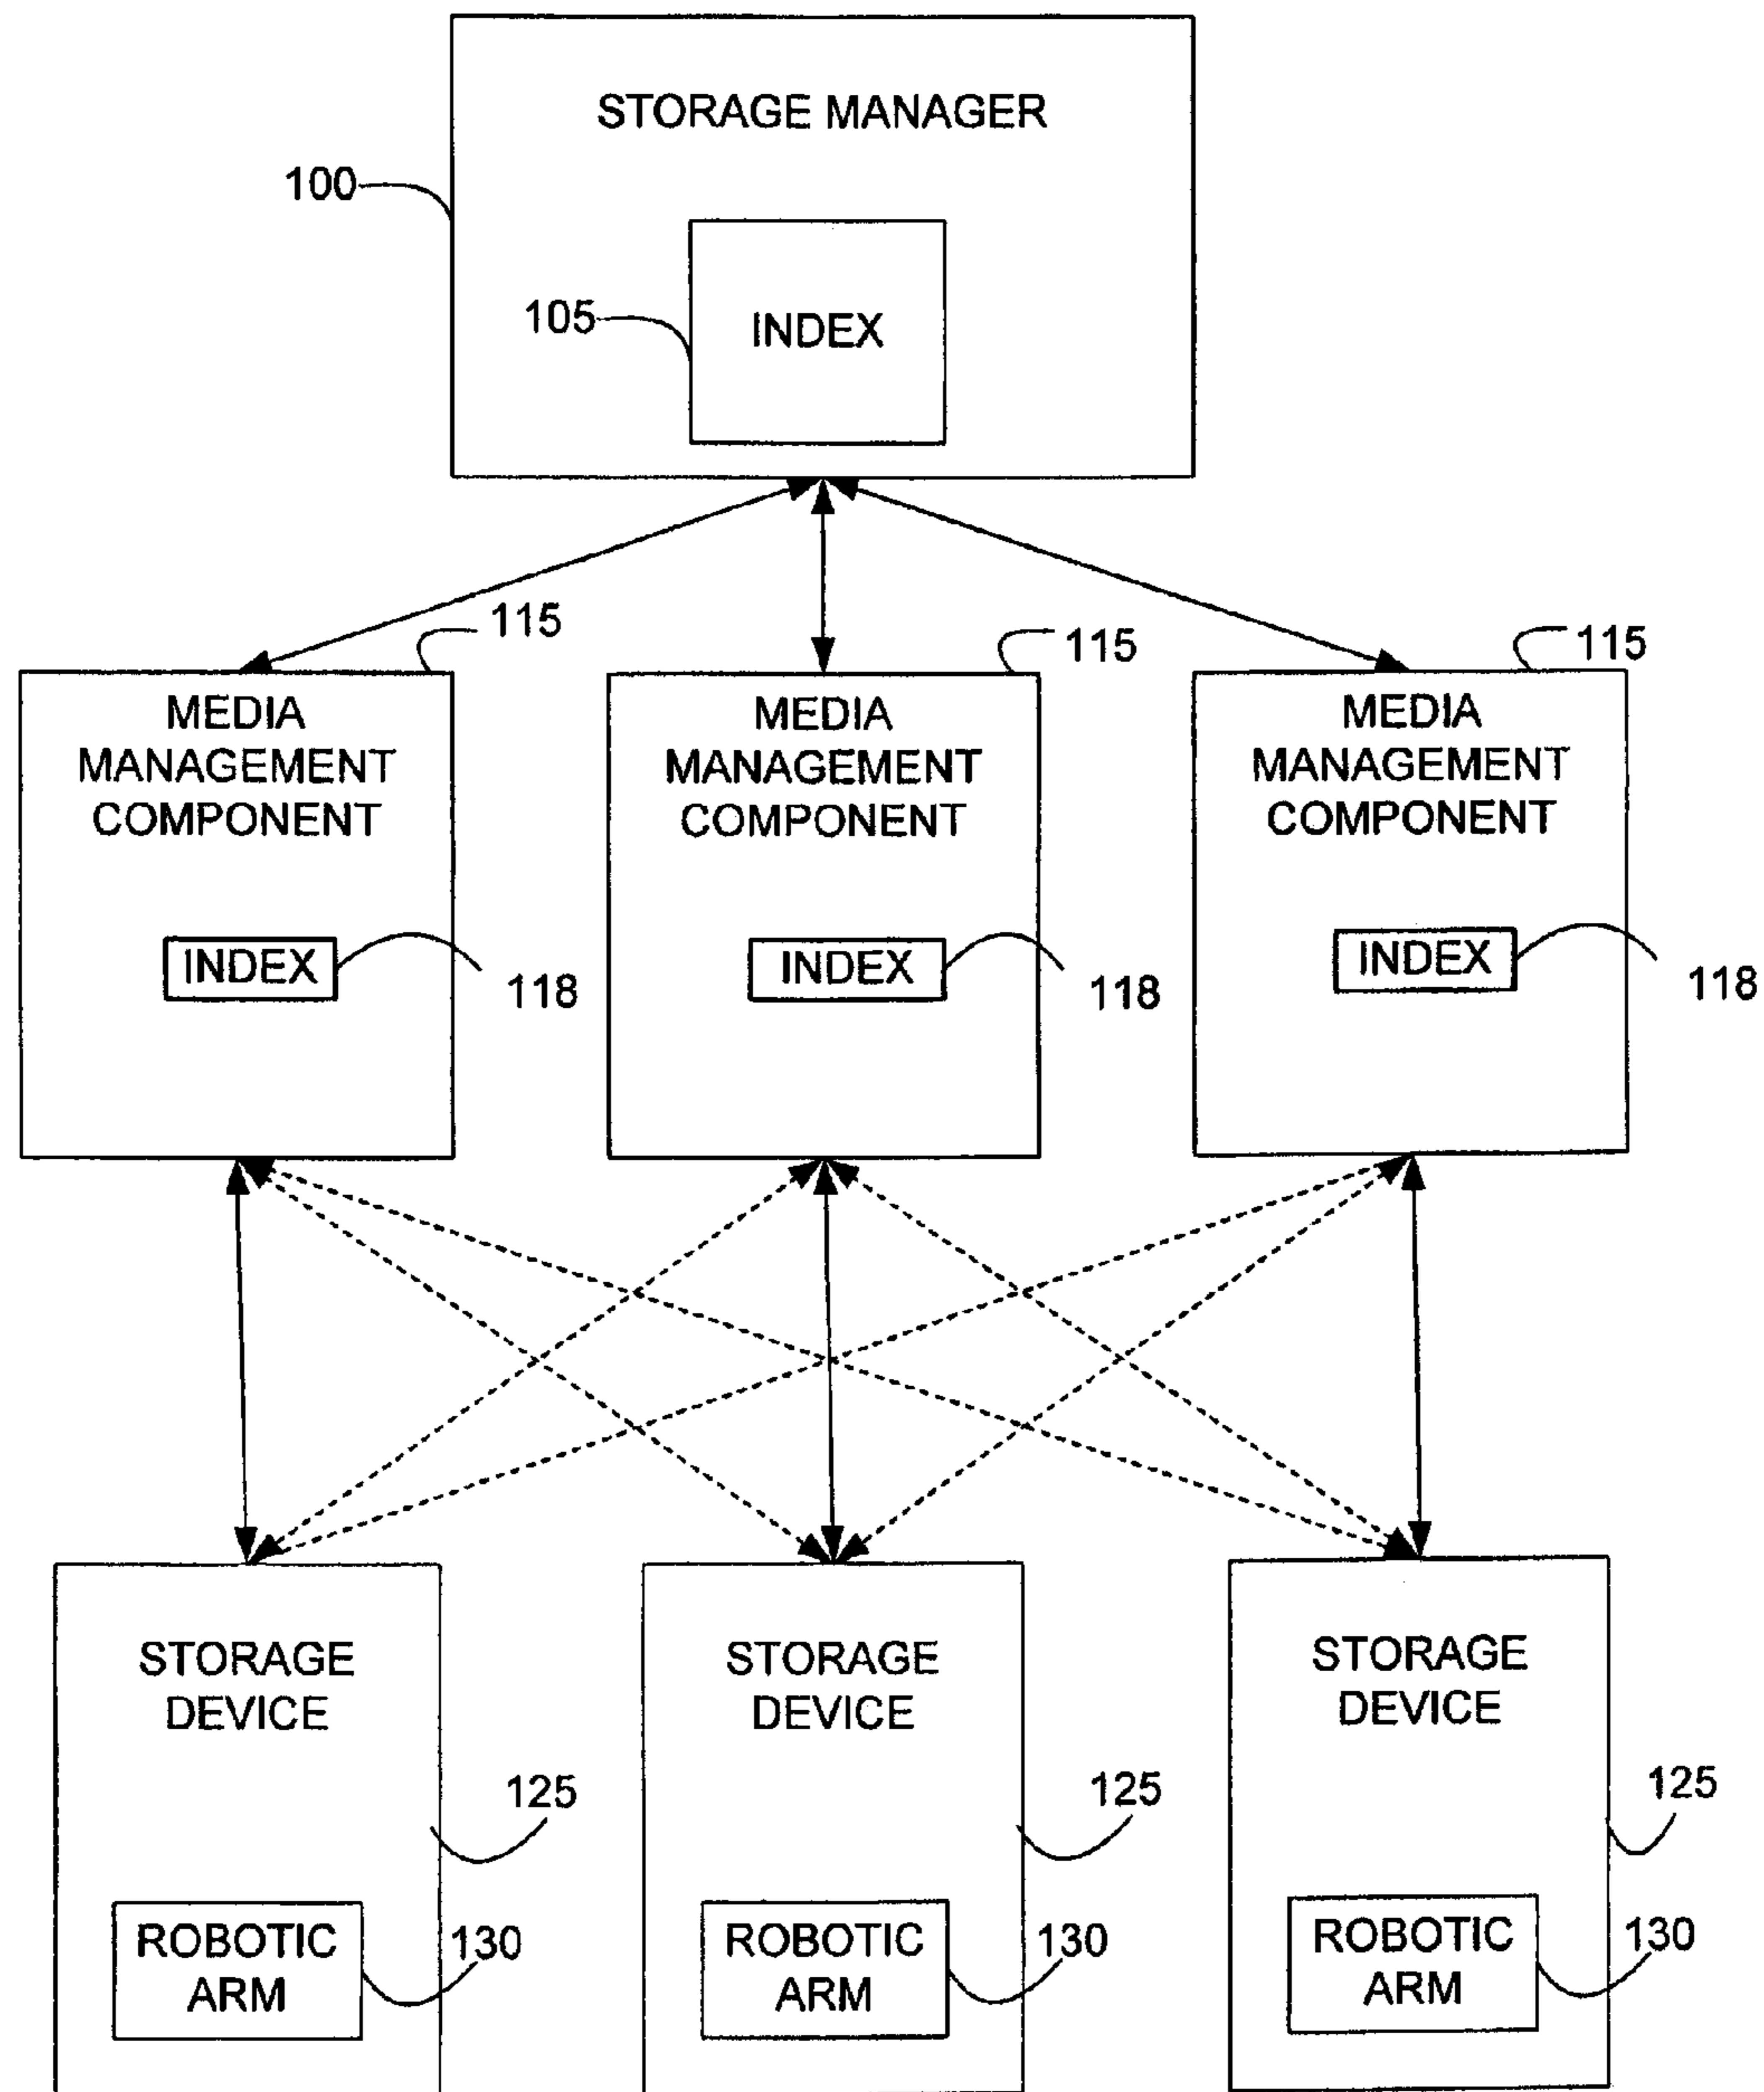 STORAGE MANAGER
100
105
INDEX
115
115
115
MEDIA
MANAGEMENT
COMPONENT
MEDIA
MANAGEMENT
COMPONENT
MEDIA
MANAGEMENT
COMPONENT
INDEX
118
INDEX
118
INDEX
118
STORAGE
DEVICE
STORAGE
DEVICE
STORAGE
DEVICE
125
125
125
ROBOTIC
ARM
130
ROBOTIC
ARM
130
ROBOTIC
ARM
130